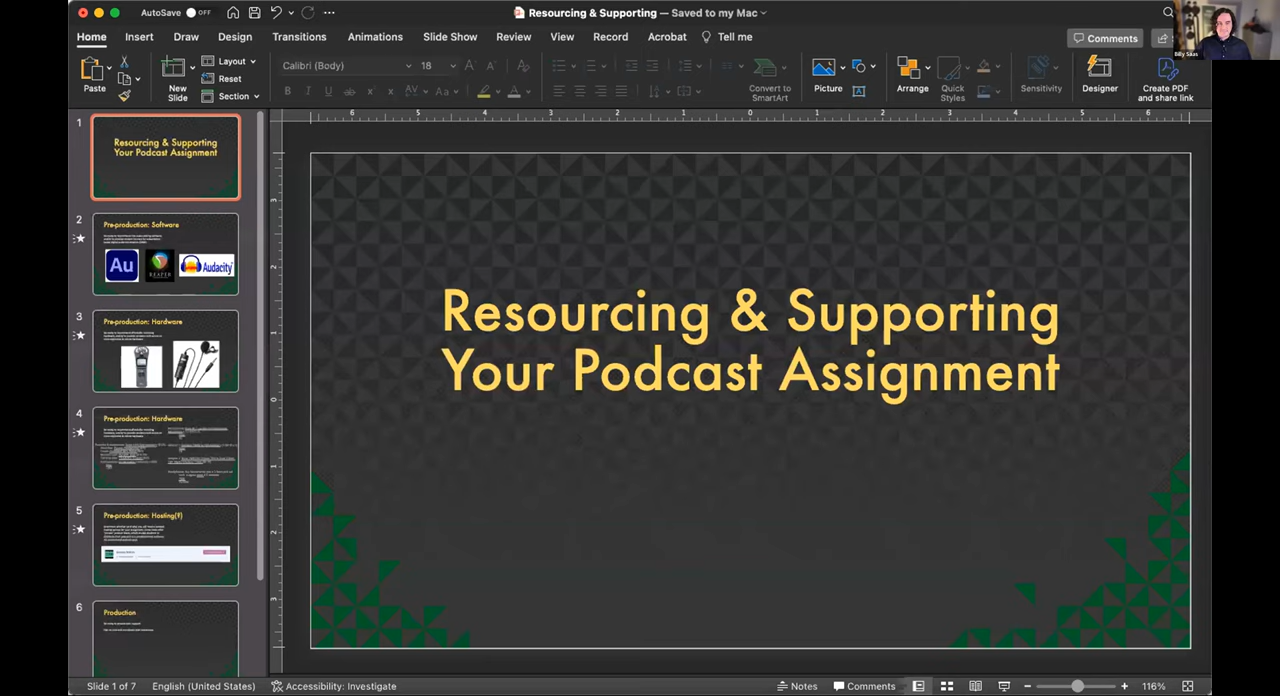 AutoSave OFF
Resourcing & Supporting — Saved to my Mac
Home Insert Draw Design Transitions Animations Slide Show Review View Record Acrobat Tell me
Comments
Billy Saas
Paste
New Slide
Layout
Reset
Section
Calibri (Body) 18
Convert to SmartArt
Picture
Arrange
Quick Styles
Sensitivity
Designer
Create PDF and share link
1
Resourcing & Supporting
Your Podcast Assignment
2
Pre-production: Software
Au
REAPER
Audacity
3
Pre-production: Hardware
4
Pre-production: Hardware
5
Pre-production: Hosting(?)
6
Production
Resourcing & Supporting
Your Podcast Assignment
Slide 1 of 7
English (United States)
Accessibility: Investigate
Notes
Comments
116%